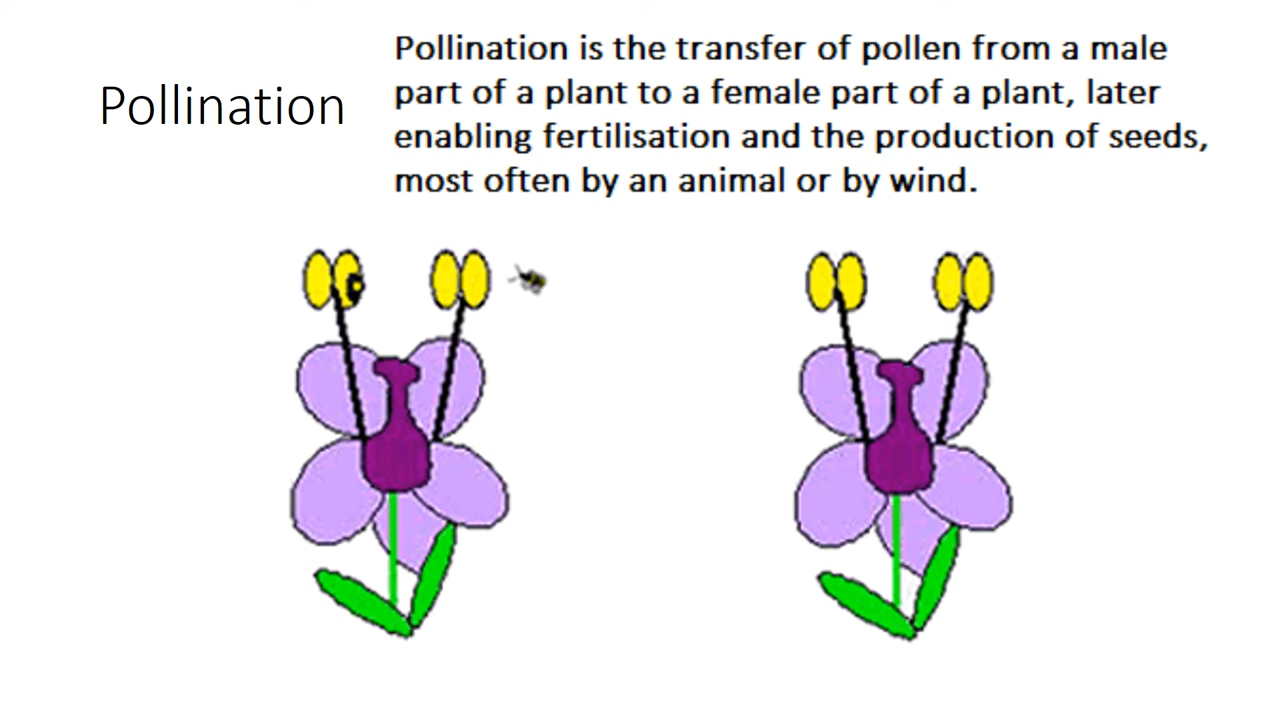 Pollination
Pollination is the transfer of pollen from a male
part of a plant to a female part of a plant, later
enabling fertilisation and the production of seeds,
most often by an animal or by wind.